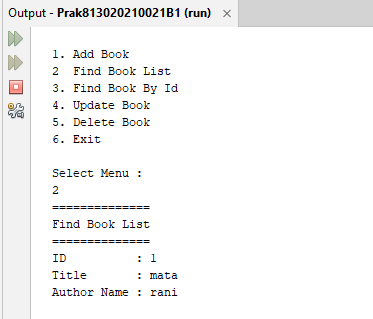 Output - Prak813020210021B1 (run)
1. Add Book
2  Find Book List
3. Find Book By Id
4. Update Book
5. Delete Book
6. Exit
Select Menu :
2
==============
Find Book List
==============
ID          : 1
Title       : mata
Author Name : rani